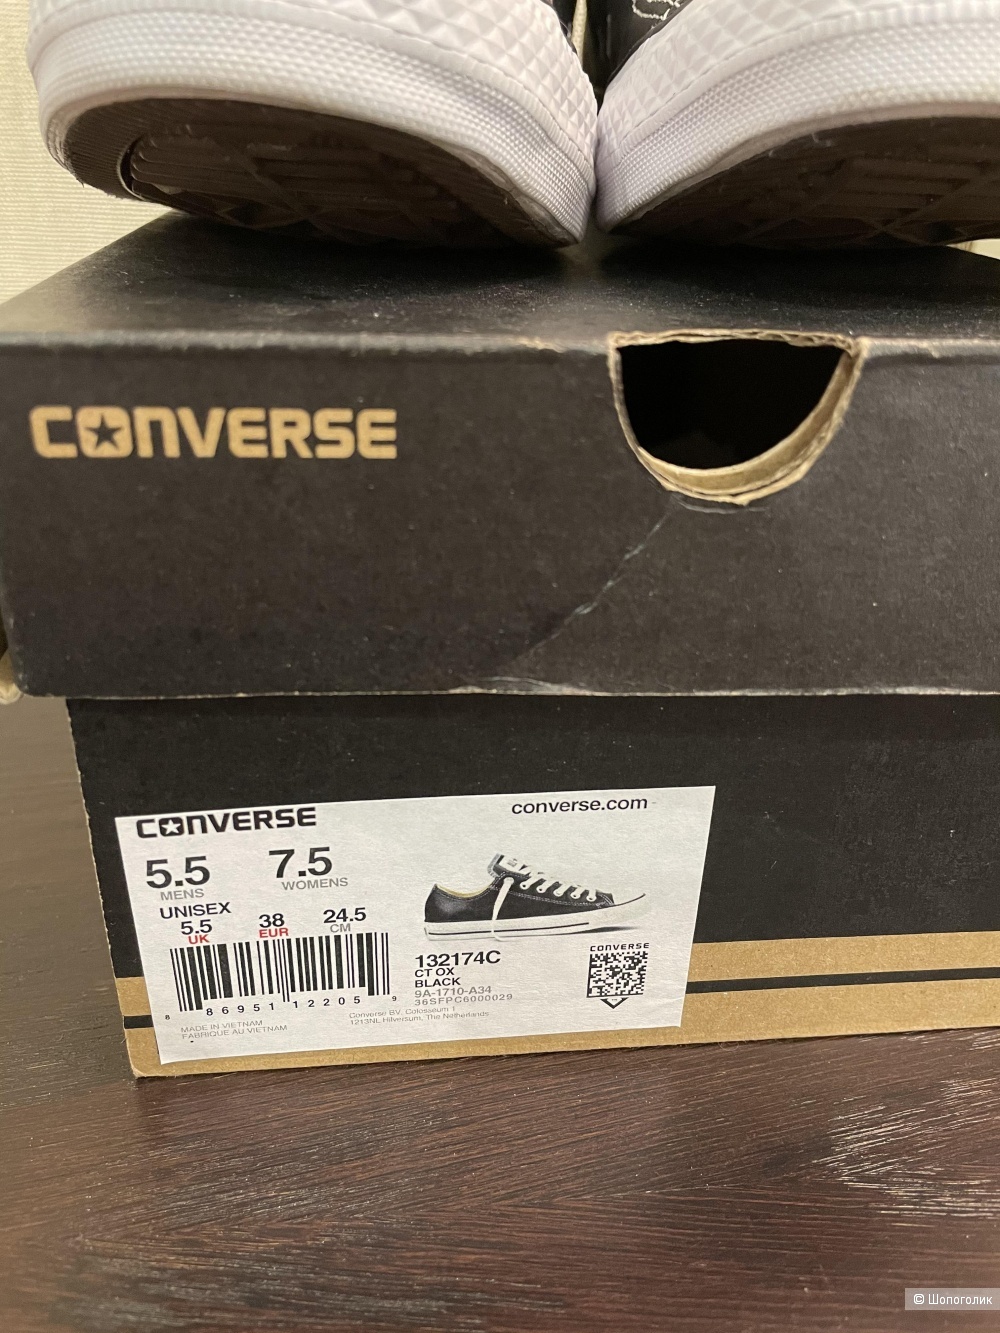 CONVERSE
CONVERSE
converse.com
5.5 7.5
MENS WOMENS
UNISEX
5.5 38 24.5
UK EUR CM
132174C
CT OX
BLACK
9A-1710-A34
36SFPC6000029
CONVERSE
8 86951 12205 9
Converse BV, Colosseum 1
1213NL Hilversum, The Netherlands
MADE IN VIETNAM
FABRIQUE AU VIETNAM
© Шопоголик